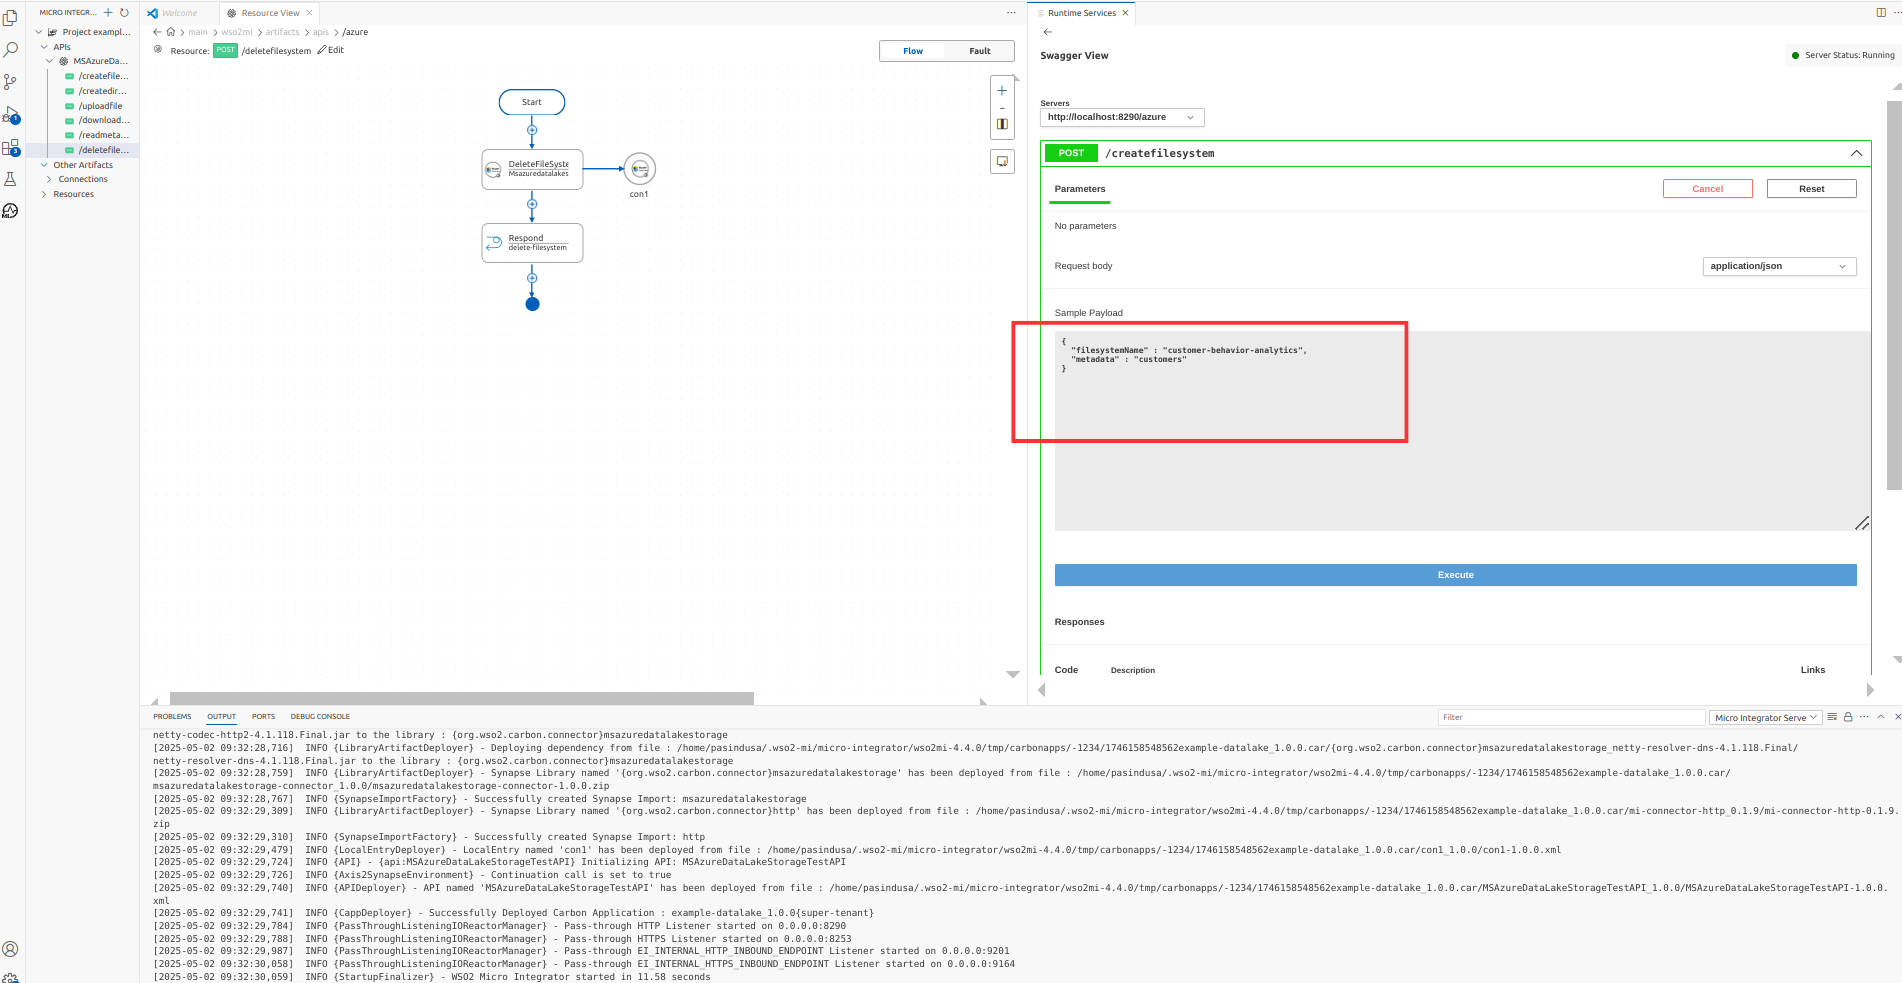 MICRO INTEGR...
Project exampl...
APIs
MSAzureDa...
/createfile...
/createdir...
/uploadfile
/download...
/readmeta...
/deletefile...
Other Artifacts
Connections
Resources
1
3
Welcome
Resource View
main > wso2mi > artifacts > apis > /azure
Resource: POST /deletefilesystem Edit
Flow
Fault
Start
DeleteFileSyste
Msazuredatalakes
con1
Respond
delete-filesystem
Runtime Services
Swagger View
Server Status: Running
Servers
http://localhost:8290/azure
POST /createfilesystem
Parameters
Cancel
Reset
No parameters
Request body
application/json
Sample Payload
{
"filesystemName" : "customer-behavior-analytics",
"metadata" : "customers"
}
Execute
Responses
Code Description Links
PROBLEMS OUTPUT PORTS DEBUG CONSOLE
Filter
Micro Integrator Serve
netty-codec-http2-4.1.118.Final.jar to the library : {org.wso2.carbon.connector}msazuredatalakestorage
[2025-05-02 09:32:28,716] INFO {LibraryArtifactDeployer} - Deploying dependency from file : /home/pasindusa/.wso2-mi/micro-integrator/wso2mi-4.4.0/tmp/carbonapps/-1234/1746158548562example-datalake_1.0.0.car/{org.wso2.carbon.connector}msazuredatalakestorage_netty-resolver-dns-4.1.118.Final/
netty-resolver-dns-4.1.118.Final.jar to the library : {org.wso2.carbon.connector}msazuredatalakestorage
[2025-05-02 09:32:28,759] INFO {LibraryArtifactDeployer} - Synapse Library named '{org.wso2.carbon.connector}msazuredatalakestorage' has been deployed from file : /home/pasindusa/.wso2-mi/micro-integrator/wso2mi-4.4.0/tmp/carbonapps/-1234/1746158548562example-datalake_1.0.0.car/
msazuredatalakestorage-connector_1.0.0/msazuredatalakestorage-connector-1.0.0.zip
[2025-05-02 09:32:28,767] INFO {SynapseImportFactory} - Successfully created Synapse Import: msazuredatalakestorage
[2025-05-02 09:32:29,309] INFO {LibraryArtifactDeployer} - Synapse Library named '{org.wso2.carbon.connector}http' has been deployed from file : /home/pasindusa/.wso2-mi/micro-integrator/wso2mi-4.4.0/tmp/carbonapps/-1234/1746158548562example-datalake_1.0.0.car/mi-connector-http_0.1.9/mi-connector-http-0.1.9.
zip
[2025-05-02 09:32:29,310] INFO {SynapseImportFactory} - Successfully created Synapse Import: http
[2025-05-02 09:32:29,479] INFO {LocalEntryDeployer} - LocalEntry named 'con1' has been deployed from file : /home/pasindusa/.wso2-mi/micro-integrator/wso2mi-4.4.0/tmp/carbonapps/-1234/1746158548562example-datalake_1.0.0.car/con1_1.0.0/con1-1.0.0.xml
[2025-05-02 09:32:29,724] INFO {API} - {api:MSAzureDataLakeStorageTestAPI} Initializing API: MSAzureDataLakeStorageTestAPI
[2025-05-02 09:32:29,726] INFO {Axis2SynapseEnvironment} - Continuation call is set to true
[2025-05-02 09:32:29,740] INFO {APIDeployer} - API named 'MSAzureDataLakeStorageTestAPI' has been deployed from file : /home/pasindusa/.wso2-mi/micro-integrator/wso2mi-4.4.0/tmp/carbonapps/-1234/1746158548562example-datalake_1.0.0.car/MSAzureDataLakeStorageTestAPI_1.0.0/MSAzureDataLakeStorageTestAPI-1.0.0.
xml
[2025-05-02 09:32:29,741] INFO {CappDeployer} - Successfully Deployed Carbon Application : example-datalake_1.0.0{super-tenant}
[2025-05-02 09:32:29,784] INFO {PassThroughListeningIOReactorManager} - Pass-through HTTP Listener started on 0.0.0.0:8290
[2025-05-02 09:32:29,788] INFO {PassThroughListeningIOReactorManager} - Pass-through HTTPS Listener started on 0.0.0.0:8253
[2025-05-02 09:32:29,987] INFO {PassThroughListeningIOReactorManager} - Pass-through EI_INTERNAL_HTTP_INBOUND_ENDPOINT Listener started on 0.0.0.0:9201
[2025-05-02 09:32:30,058] INFO {PassThroughListeningIOReactorManager} - Pass-through EI_INTERNAL_HTTPS_INBOUND_ENDPOINT Listener started on 0.0.0.0:9164
[2025-05-02 09:32:30,059] INFO {StartupFinalizer} - WSO2 Micro Integrator started in 11.58 seconds